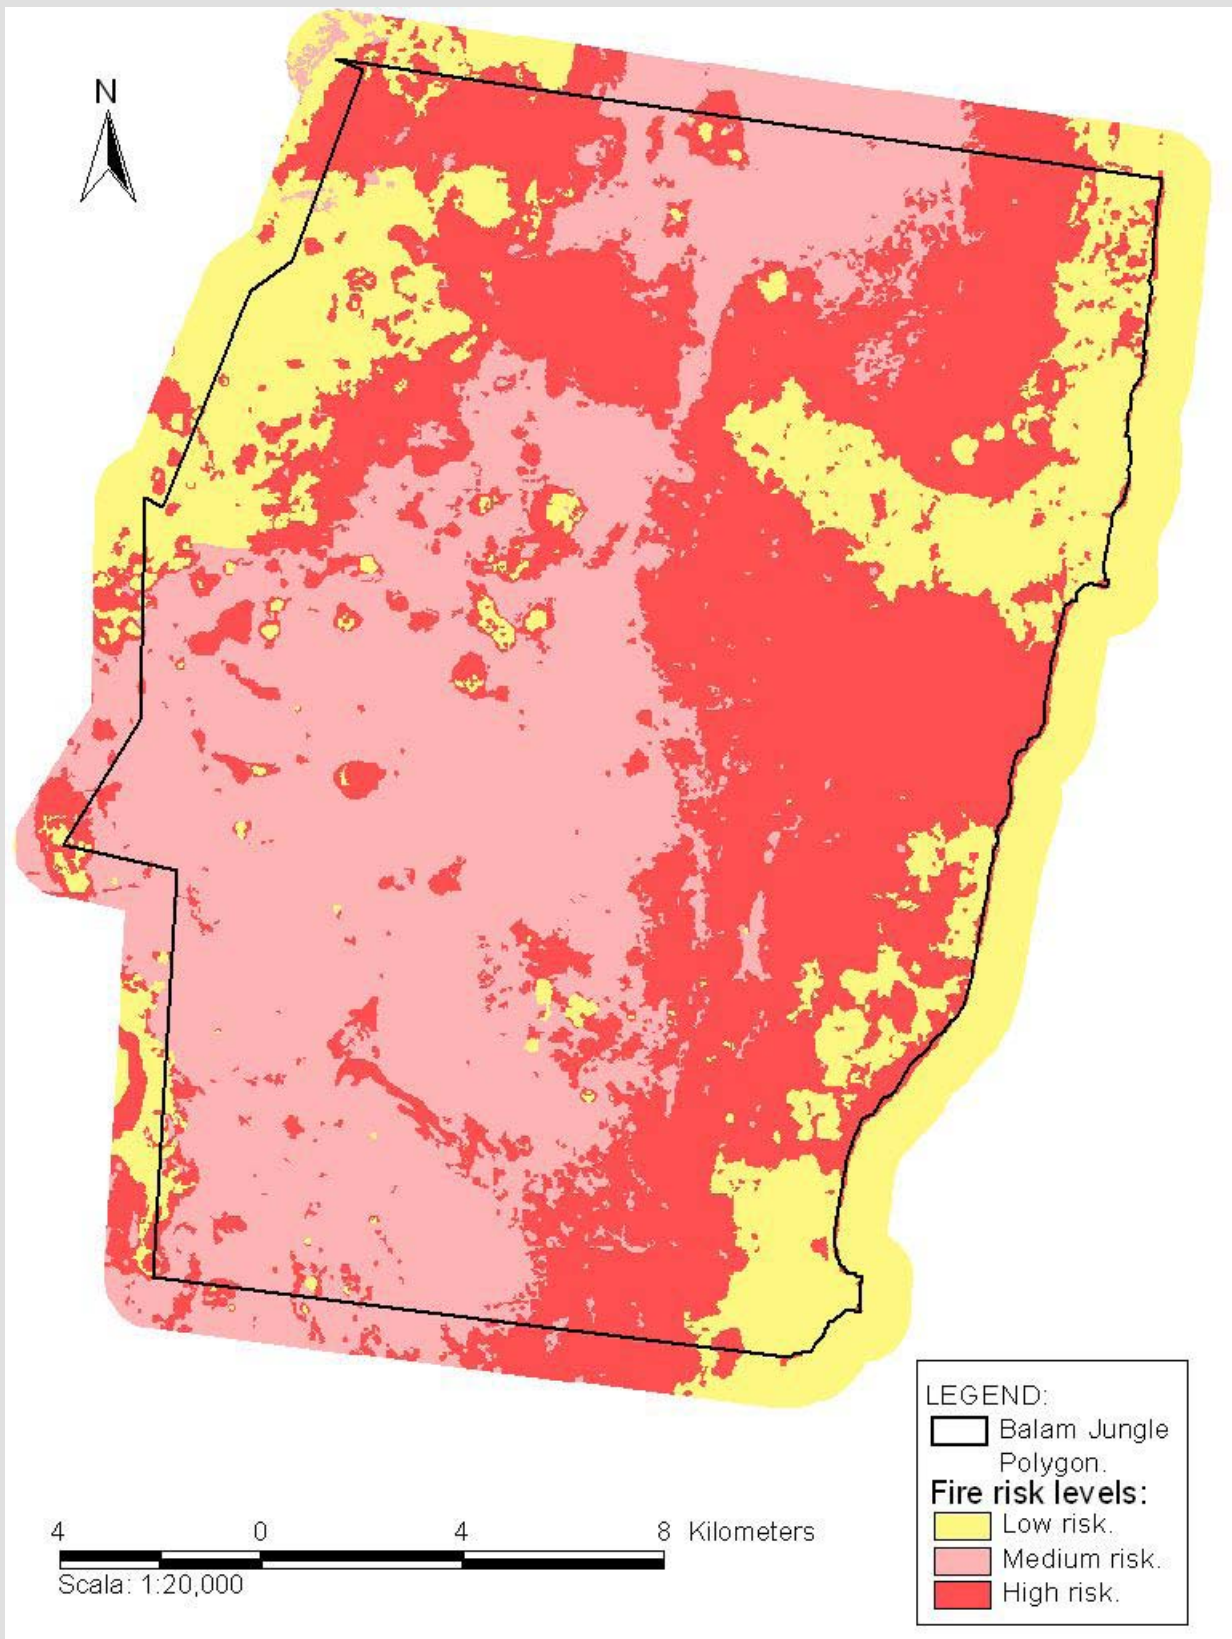 N
LEGEND:
Balam Jungle
Polygon.
Fire risk levels:
Low risk.
Medium risk.
High risk.
4 0 4 8 Kilometers
Scala: 1:20,000